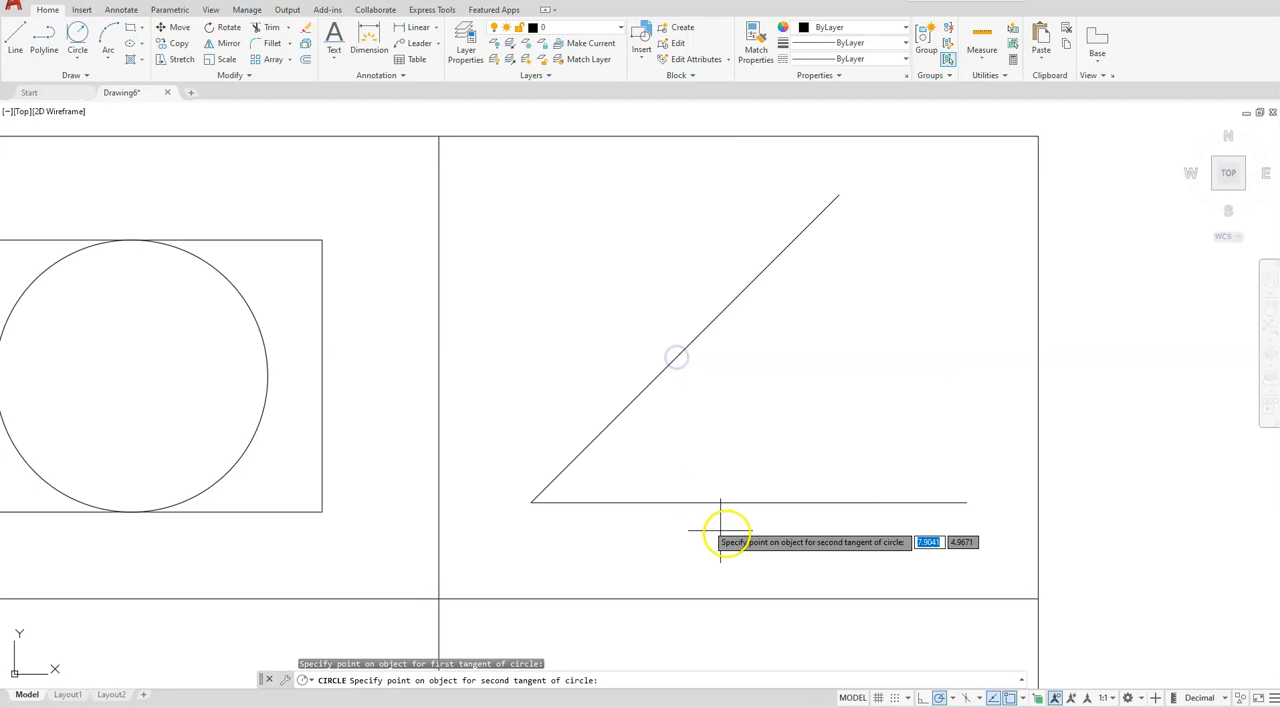 Home Insert Annotate Parametric View Manage Output Add-ins Collaborate Express Tools Featured Apps
Line Polyline Circle Arc Move Rotate Trim Text Dimension Linear Layer Properties 0 Insert Create Match Properties ByLayer Group Measure Paste Base
Copy Mirror Fillet Leader Make Current Edit ByLayer
Stretch Scale Array Table Match Layer Edit Attributes ByLayer
Draw Modify Annotation Layers Block Properties Groups Utilities Clipboard View
Start Drawing6*
[−][Top][2D Wireframe]
N
W TOP E
S
WCS
Specify point on object for second tangent of circle: 7.9041 4.9671
Y
X
Specify point on object for first tangent of circle:
CIRCLE Specify point on object for second tangent of circle:
Model Layout1 Layout2 MODEL 1:1 Decimal